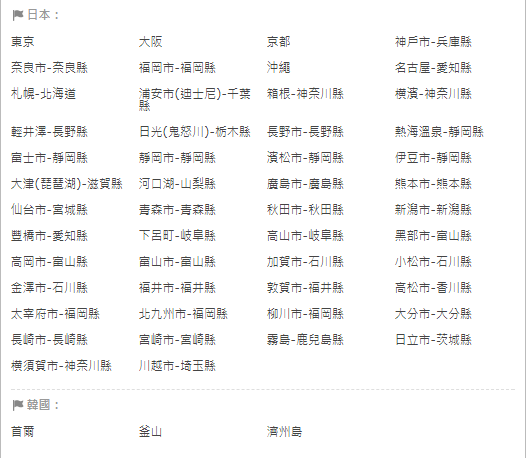 日本：
東京 大阪 京都 神戶市-兵庫縣
奈良市-奈良縣 福岡市-福岡縣 沖繩 名古屋-愛知縣
札幌-北海道 浦安市(迪士尼)-千葉縣 箱根-神奈川縣 橫濱-神奈川縣
輕井澤-長野縣 日光(鬼怒川)-栃木縣 長野市-長野縣 熱海溫泉-靜岡縣
富士市-靜岡縣 靜岡市-靜岡縣 濱松市-靜岡縣 伊豆市-靜岡縣
大津(琵琶湖)-滋賀縣 河口湖-山梨縣 廣島市-廣島縣 熊本市-熊本縣
仙台市-宮城縣 青森市-青森縣 秋田市-秋田縣 新潟市-新潟縣
豐橋市-愛知縣 下呂町-岐阜縣 高山市-岐阜縣 黑部市-富山縣
高岡市-富山縣 富山市-富山縣 加賀市-石川縣 小松市-石川縣
金澤市-石川縣 福井市-福井縣 敦賀市-福井縣 高松市-香川縣
太宰府市-福岡縣 北九州市-福岡縣 柳川市-福岡縣 大分市-大分縣
長崎市-長崎縣 宮崎市-宮崎縣 霧島-鹿兒島縣 日立市-茨城縣
橫須賀市-神奈川縣 川越市-埼玉縣
韓國：
首爾 釜山 濟州島